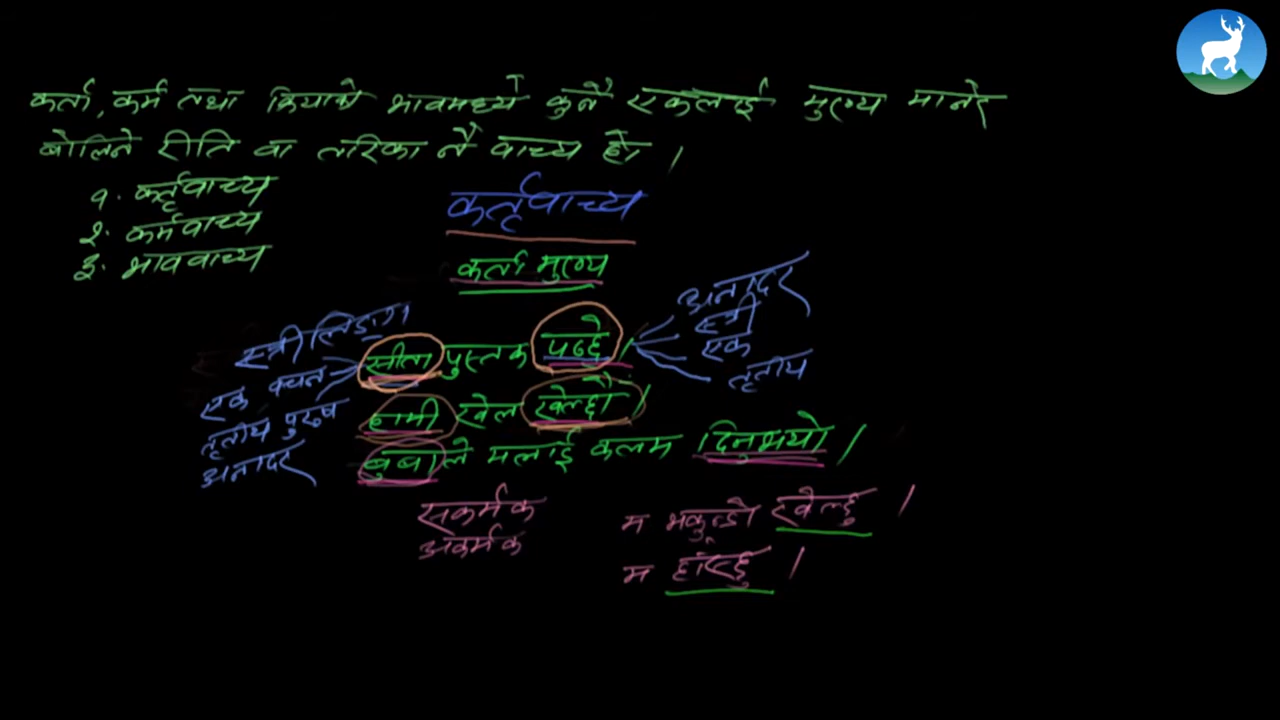 कर्ता, कर्म तथा क्रियाको भावमध्ये कुनै एकलाई मुख्य मानेर
बोलिने रीति वा तरिका नै वाच्य हो ।
१. कर्तृवाच्य
२. कर्मवाच्य
३. भाववाच्य
कर्तृवाच्य
कर्ता मुख्य
स्त्रीलिङ्ग
एक वचन
तृतीय पुरुष
अनादर
सीता पुस्तक पढ्छे ।
हामी खेल खेल्छौँ ।
बुबाले मलाई कलम दिनुभयो ।
अनादर
स्त्री
एक
तृतीय
सकर्मक
अकर्मक
म भकुन्डो खेल्छु ।
म हाँस्छु ।